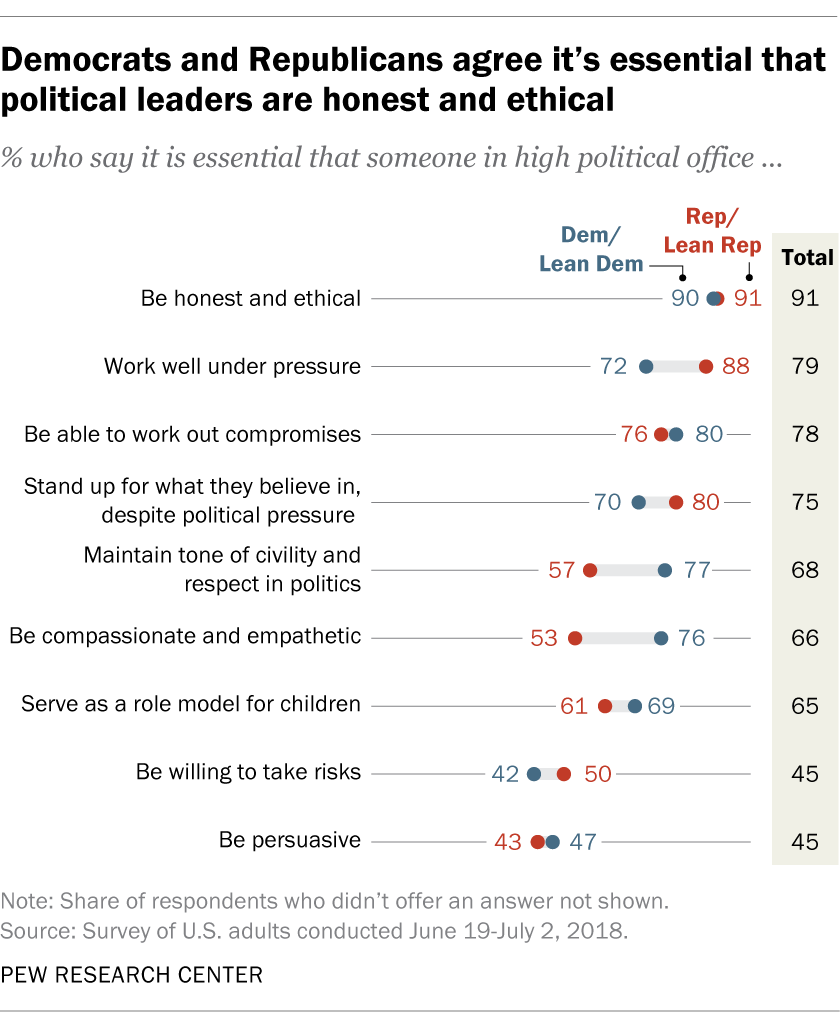 Democrats and Republicans agree it’s essential that
political leaders are honest and ethical
% who say it is essential that someone in high political office ...
Dem/
Lean Dem
Rep/
Lean Rep
Total
Be honest and ethical 90 91 91
Work well under pressure 72 88 79
Be able to work out compromises 76 80 78
Stand up for what they believe in,
despite political pressure 70 80 75
Maintain tone of civility and
respect in politics 57 77 68
Be compassionate and empathetic 53 76 66
Serve as a role model for children 61 69 65
Be willing to take risks 42 50 45
Be persuasive 43 47 45
Note: Share of respondents who didn’t offer an answer not shown.
Source: Survey of U.S. adults conducted June 19-July 2, 2018.
PEW RESEARCH CENTER